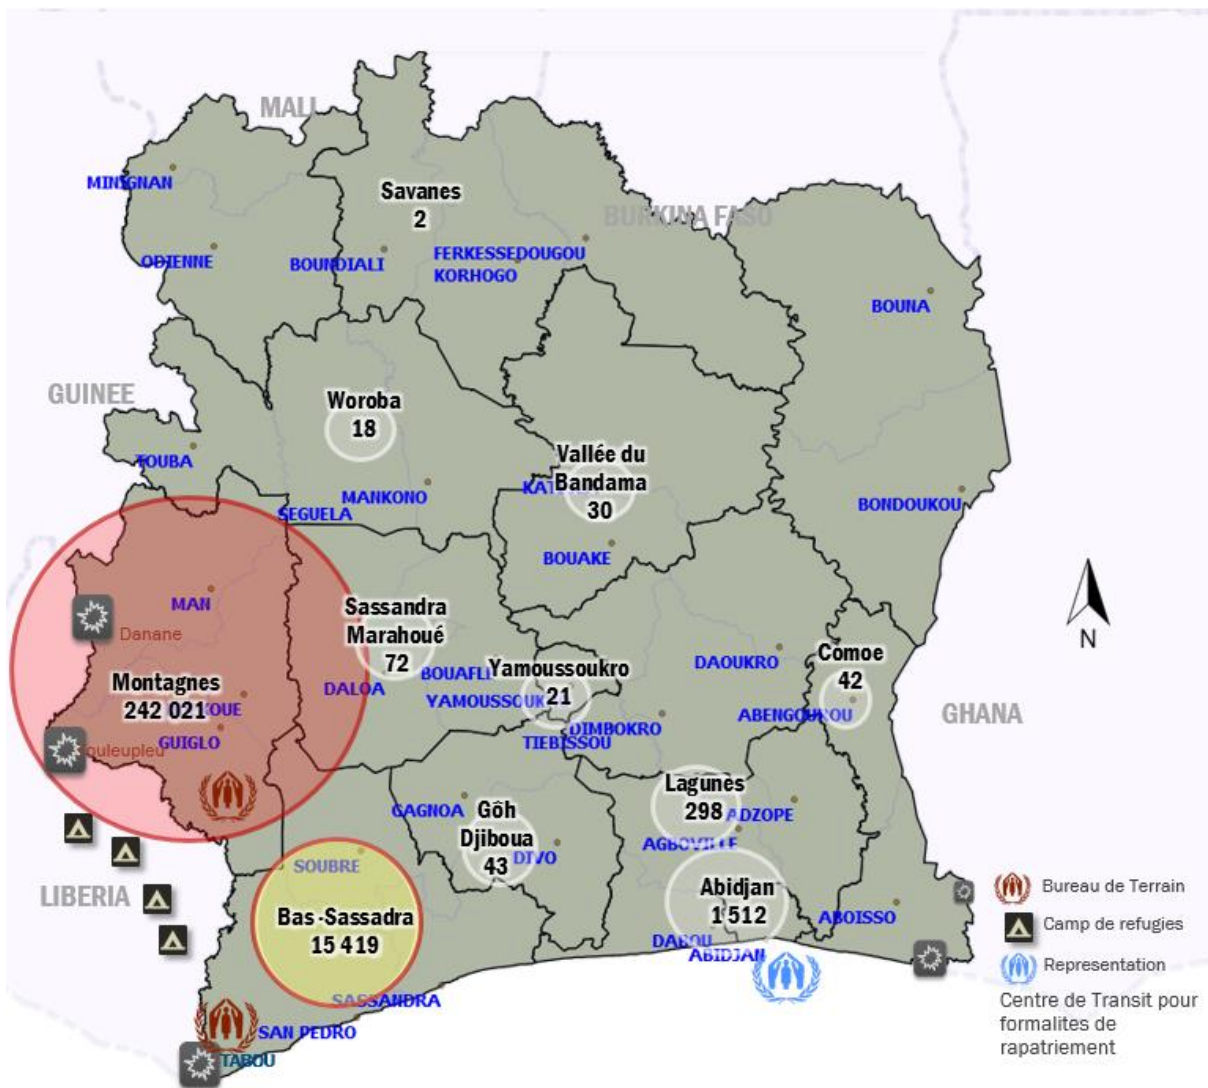 MALI
MINIGNAN
Savanes
2
BURKINA FASO
ODIENNE
BOUNDIALI
FERKESSEDOUGOU
KORHOGO
BOUNA
GUINEE
Woroba
18
TOUBA
Vallée du
Bandama
30
MANKONO
SEGUELA
BONDOUKOU
BOUAKE
MAN
Danane
Sassandra
Marahoué
72
Yamoussoukro
21
DAOUKRO
Comoe
42
Montagnes
242 021
DALOA
ABENGOUROU
GHANA
N
GUIGLO
DIMBOKRO
TIEBISSOU
Lagunes
298
ADZOPE
GAGNOA
Gôh
Djiboua
43
DIVO
AGBOVILLE
SOUBRE
LIBERIA
Bas-Sassadra
15 419
Abidjan
1 512
ABOISSO
DABOU
ABIDJAN
SASSANDRA
SAN PEDRO
TABOU
Bureau de Terrain
Camp de refugies
Representation
Centre de Transit pour
formalites de
rapatriement